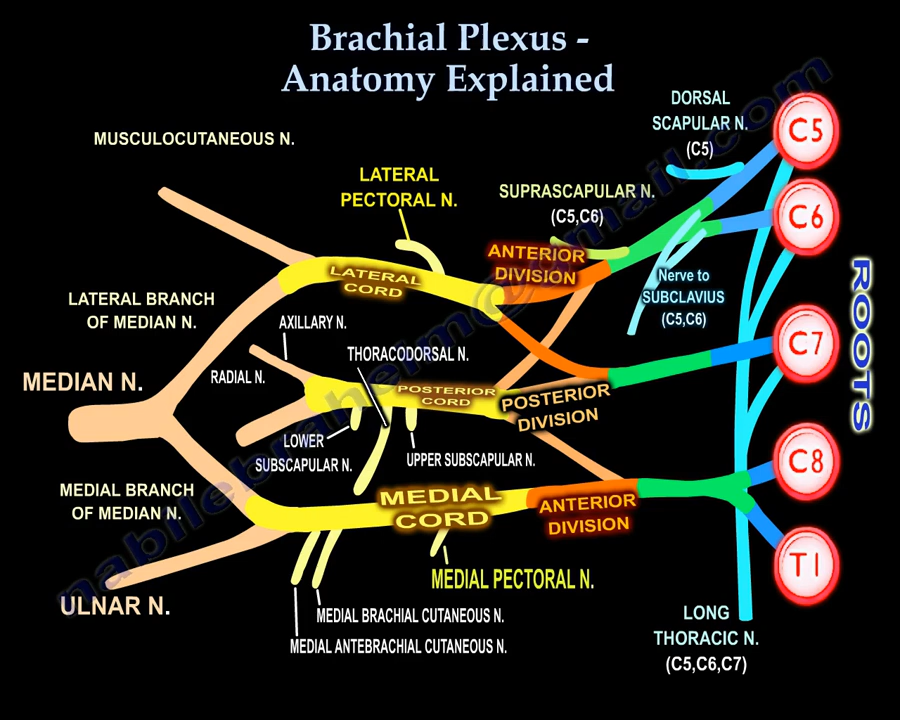 Brachial Plexus -
Anatomy Explained
DORSAL
SCAPULAR N.
(C5)
C5
MUSCULOCUTANEOUS N.
LATERAL
PECTORAL N.
SUPRASCAPULAR N.
(C5,C6)
C6
ANTERIOR
DIVISION
LATERAL
CORD
Nerve to
SUBCLAVIUS
(C5,C6)
LATERAL BRANCH
OF MEDIAN N.
AXILLARY N.
THORACODORSAL N.
C7
ROOTS
RADIAL N.
MEDIAN N.
POSTERIOR
CORD
POSTERIOR
DIVISION
LOWER
SUBSCAPULAR N.
UPPER SUBSCAPULAR N.
C8
MEDIAL BRANCH
OF MEDIAN N.
MEDIAL
CORD
ANTERIOR
DIVISION
T1
MEDIAL PECTORAL N.
ULNAR N.
MEDIAL BRACHIAL CUTANEOUS N.
MEDIAL ANTEBRACHIAL CUTANEOUS N.
LONG
THORACIC N.
(C5,C6,C7)
nabilebraheim@gmail.com